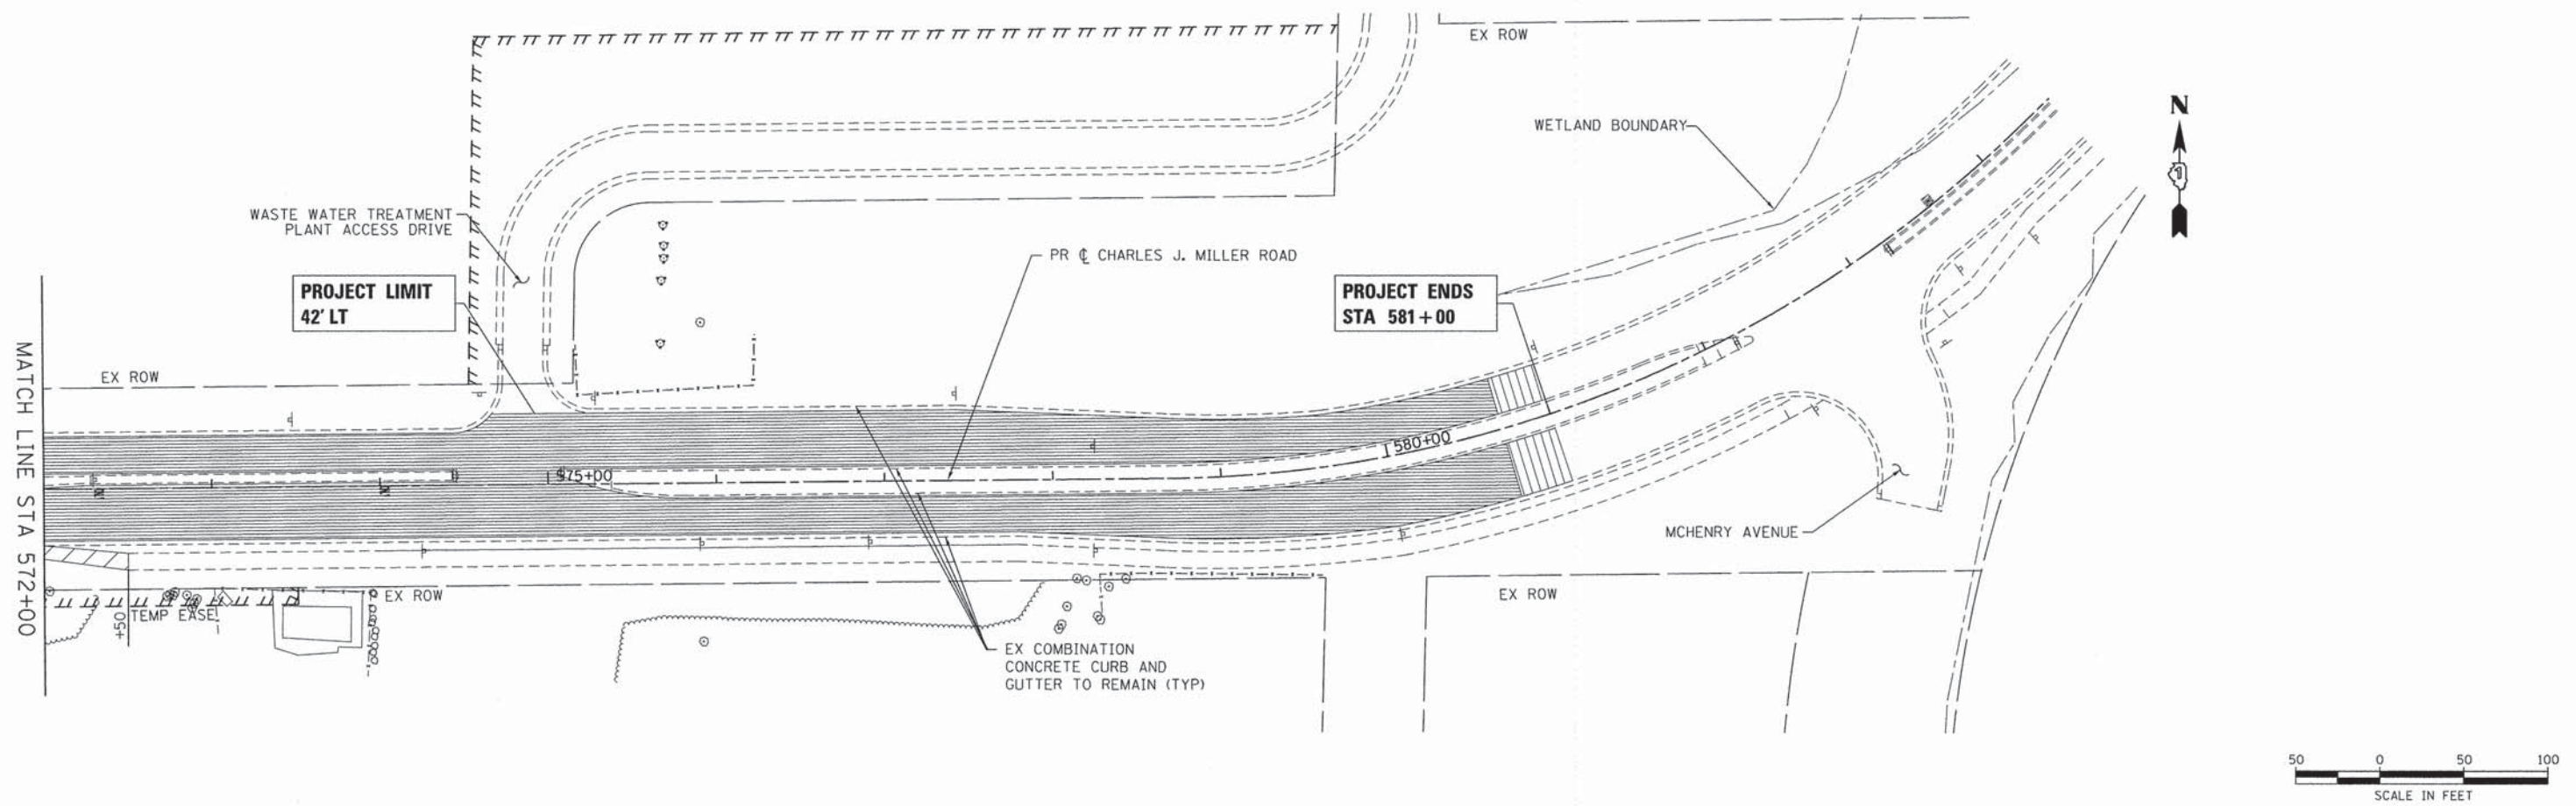 EX ROW
N
WETLAND BOUNDARY
WASTE WATER TREATMENT
PLANT ACCESS DRIVE
PR ℄ CHARLES J. MILLER ROAD
PROJECT LIMIT
42' LT
PROJECT ENDS
STA 581+00
MATCH LINE STA 572+00
EX ROW
580+00
575+00
MCHENRY AVENUE
EX ROW
EX ROW
+50
TEMP EASE
EX COMBINATION
CONCRETE CURB AND
GUTTER TO REMAIN (TYP)
50 0 50 100
SCALE IN FEET